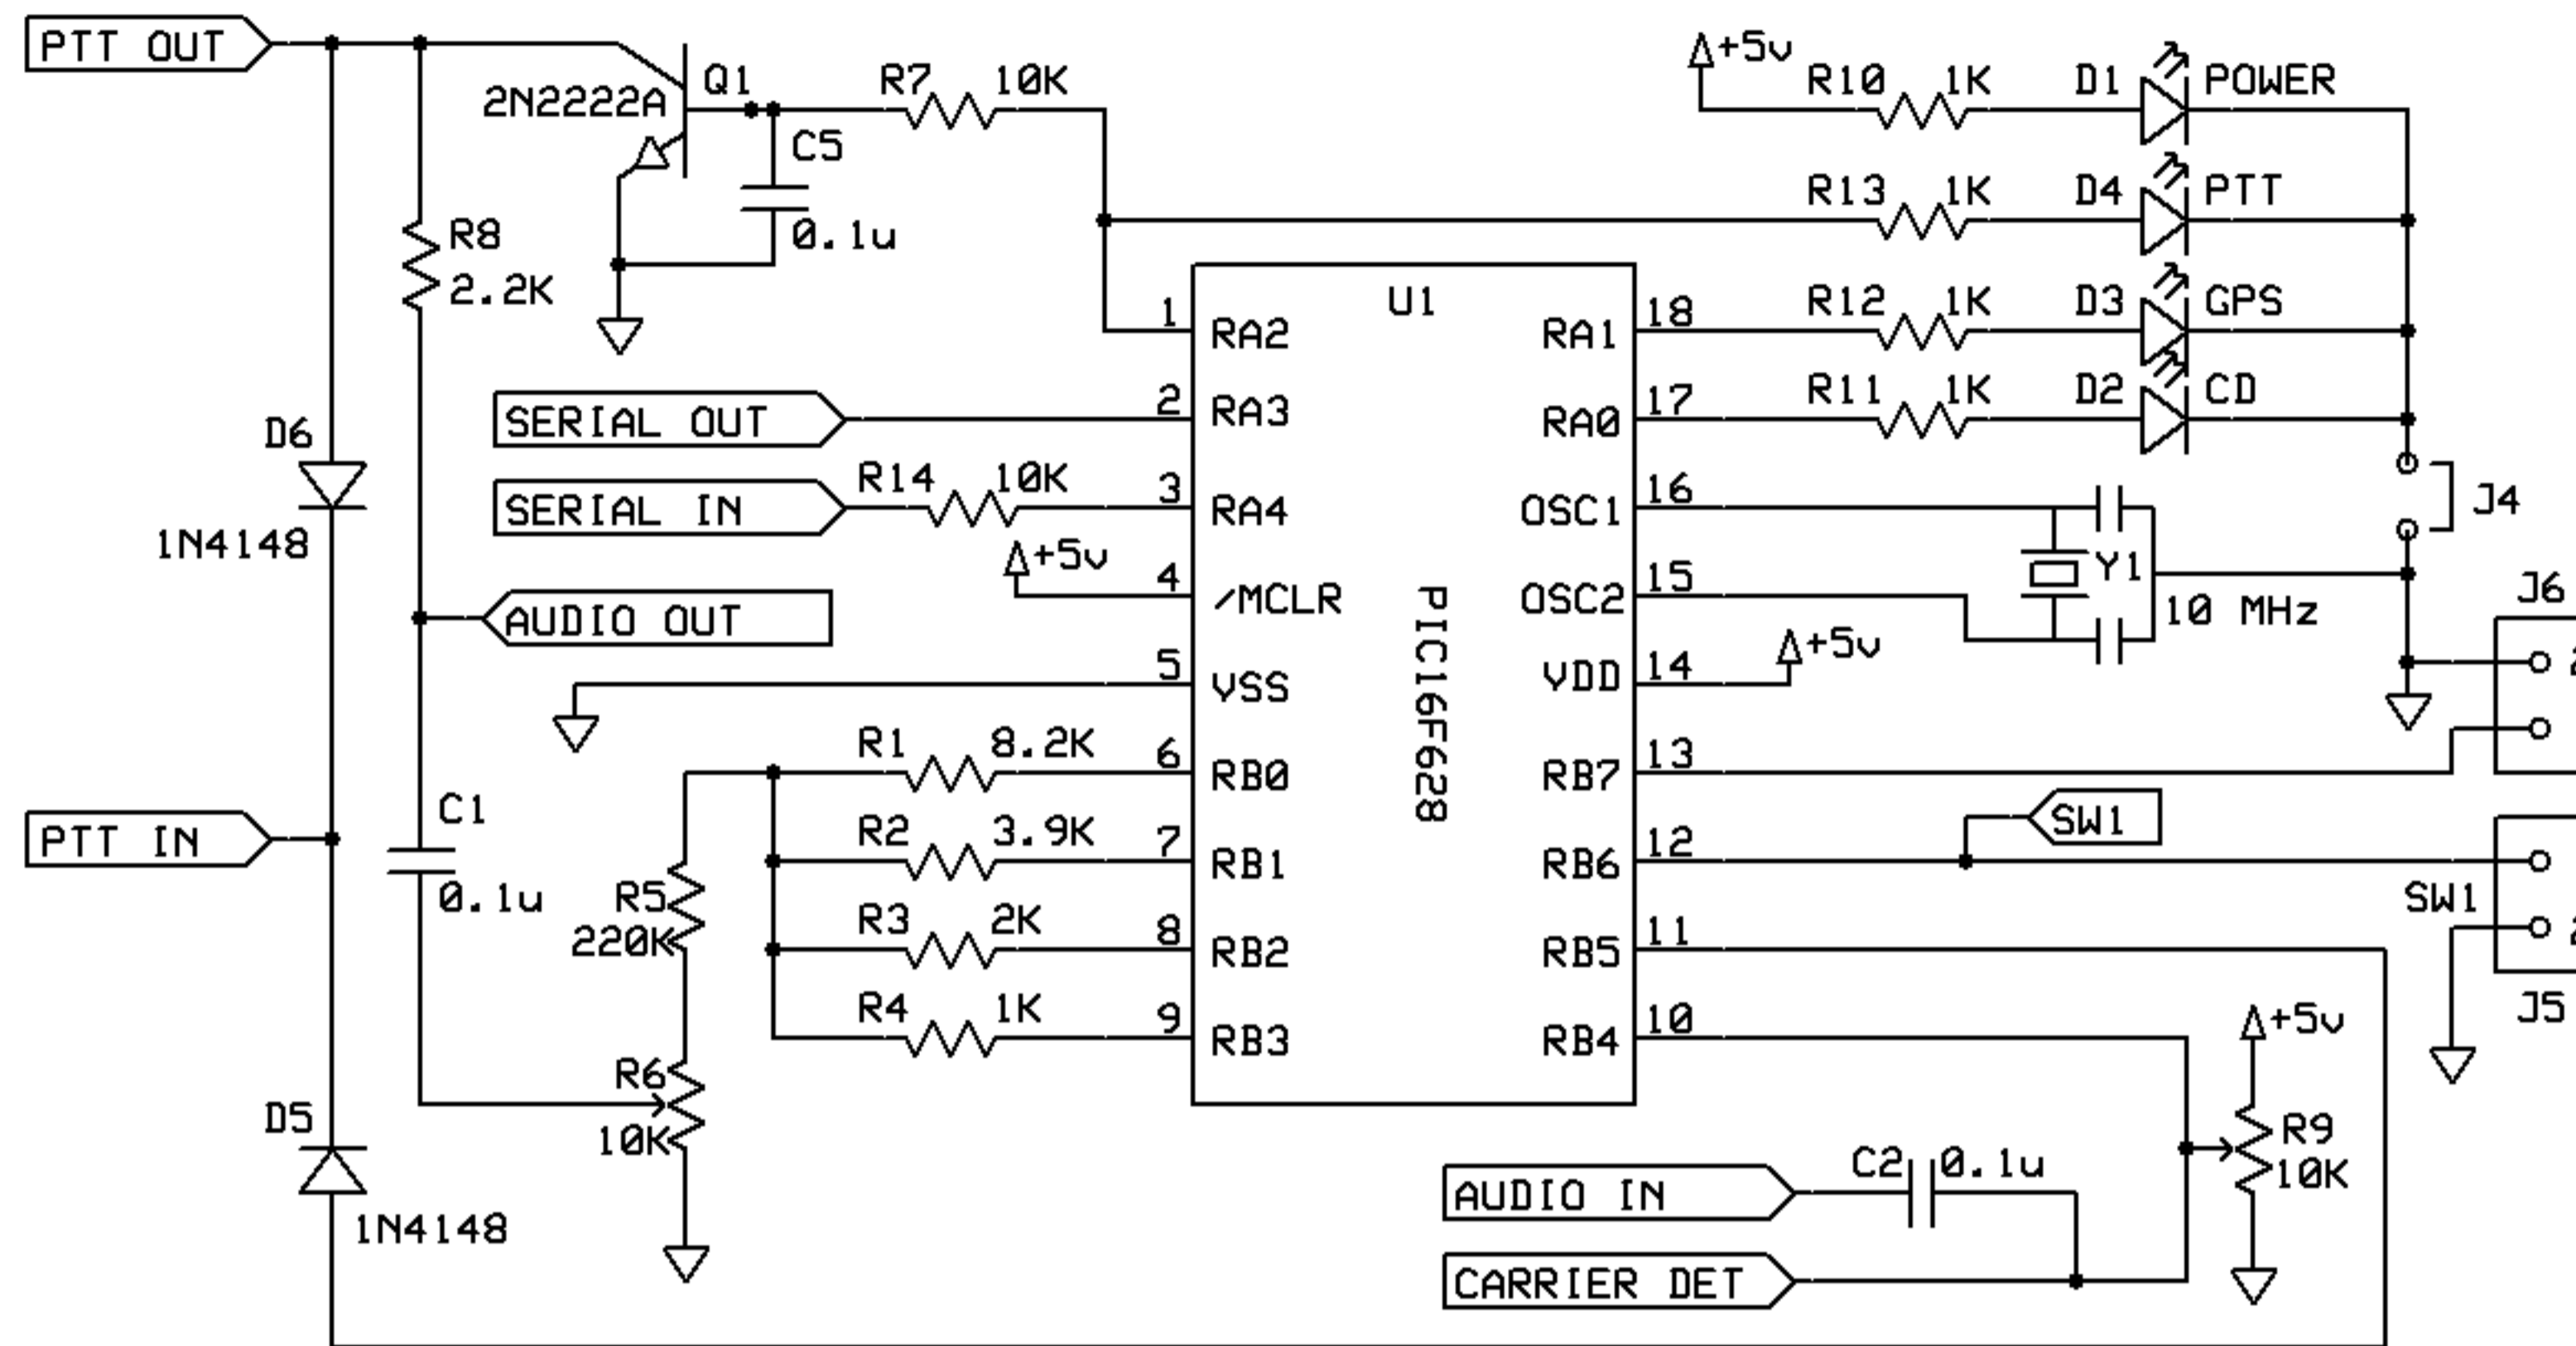 PTT OUT
Q1
2N2222A
R7 10K
C5
0.1u
R8
2.2K
+5v
R10 1K D1 POWER
R13 1K D4 PTT
R12 1K D3 GPS
R11 1K D2 CD
U1
PIC16F628
1 RA2
2 RA3
3 RA4
4 /MCLR
5 VSS
6 RB0
7 RB1
8 RB2
9 RB3
RA1 18
RA0 17
OSC1 16
OSC2 15
VDD 14
RB7 13
RB6 12
RB5 11
RB4 10
SERIAL OUT
SERIAL IN
R14 10K
+5v
D6
1N4148
AUDIO OUT
J4
Y1
10 MHz
+5v
J6
R1 8.2K
R2 3.9K
R3 2K
R4 1K
PTT IN
C1
0.1u
R5
220K
R6
10K
D5
1N4148
SW1
SW1
J5
+5v
R9
10K
C2 0.1u
AUDIO IN
CARRIER DET